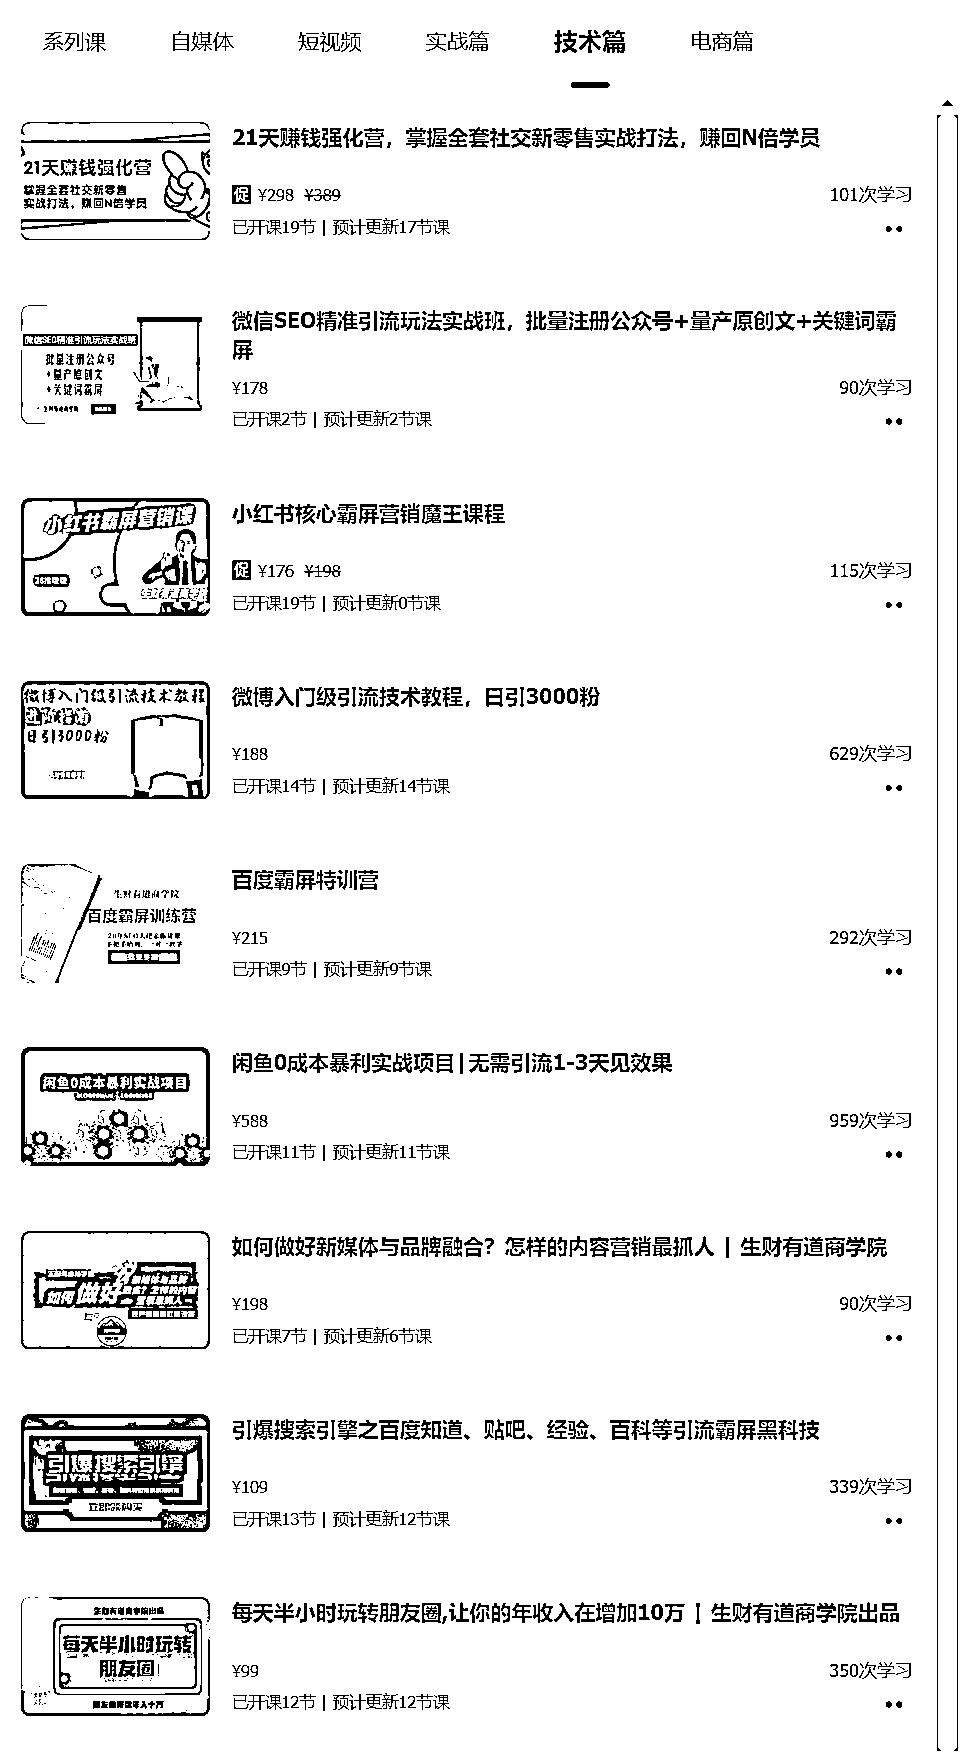 系列课 自媒体 短视频 实战篇 技术篇 电商篇
21天赚钱强化营
掌握全套社交新零售
实战打法，赚回N倍学员
21天赚钱强化营，掌握全套社交新零售实战打法，赚回N倍学员
促 ¥298 ¥389 101次学习
已开课19节 | 预计更新17节课
微信SEO精准引流玩法实战班
批量注册公众号
+量产原创文
+关键词霸屏
微信SEO精准引流玩法实战班，批量注册公众号+量产原创文+关键词霸
屏
¥178 90次学习
已开课2节 | 预计更新2节课
小红书霸屏营销课
小红书核心霸屏营销魔王课程
促 ¥176 ¥198 115次学习
已开课19节 | 预计更新0节课
微博入门级引流技术教程
日引3000粉
微博入门级引流技术教程，日引3000粉
¥188 629次学习
已开课14节 | 预计更新14节课
生财有道商学院
百度霸屏训练营
百度霸屏特训营
¥215 292次学习
已开课9节 | 预计更新9节课
闲鱼0成本暴利实战项目
闲鱼0成本暴利实战项目|无需引流1-3天见效果
¥588 959次学习
已开课11节 | 预计更新11节课
如何做好
如何做好新媒体与品牌融合？怎样的内容营销最抓人 | 生财有道商学院
¥198 90次学习
已开课7节 | 预计更新6节课
引爆搜索引擎
立即购买
引爆搜索引擎之百度知道、贴吧、经验、百科等引流霸屏黑科技
¥109 339次学习
已开课13节 | 预计更新12节课
生财有道商学院出品
每天半小时玩转
朋友圈
每天半小时玩转朋友圈,让你的年收入在增加10万 | 生财有道商学院出品
¥99 350次学习
已开课12节 | 预计更新12节课